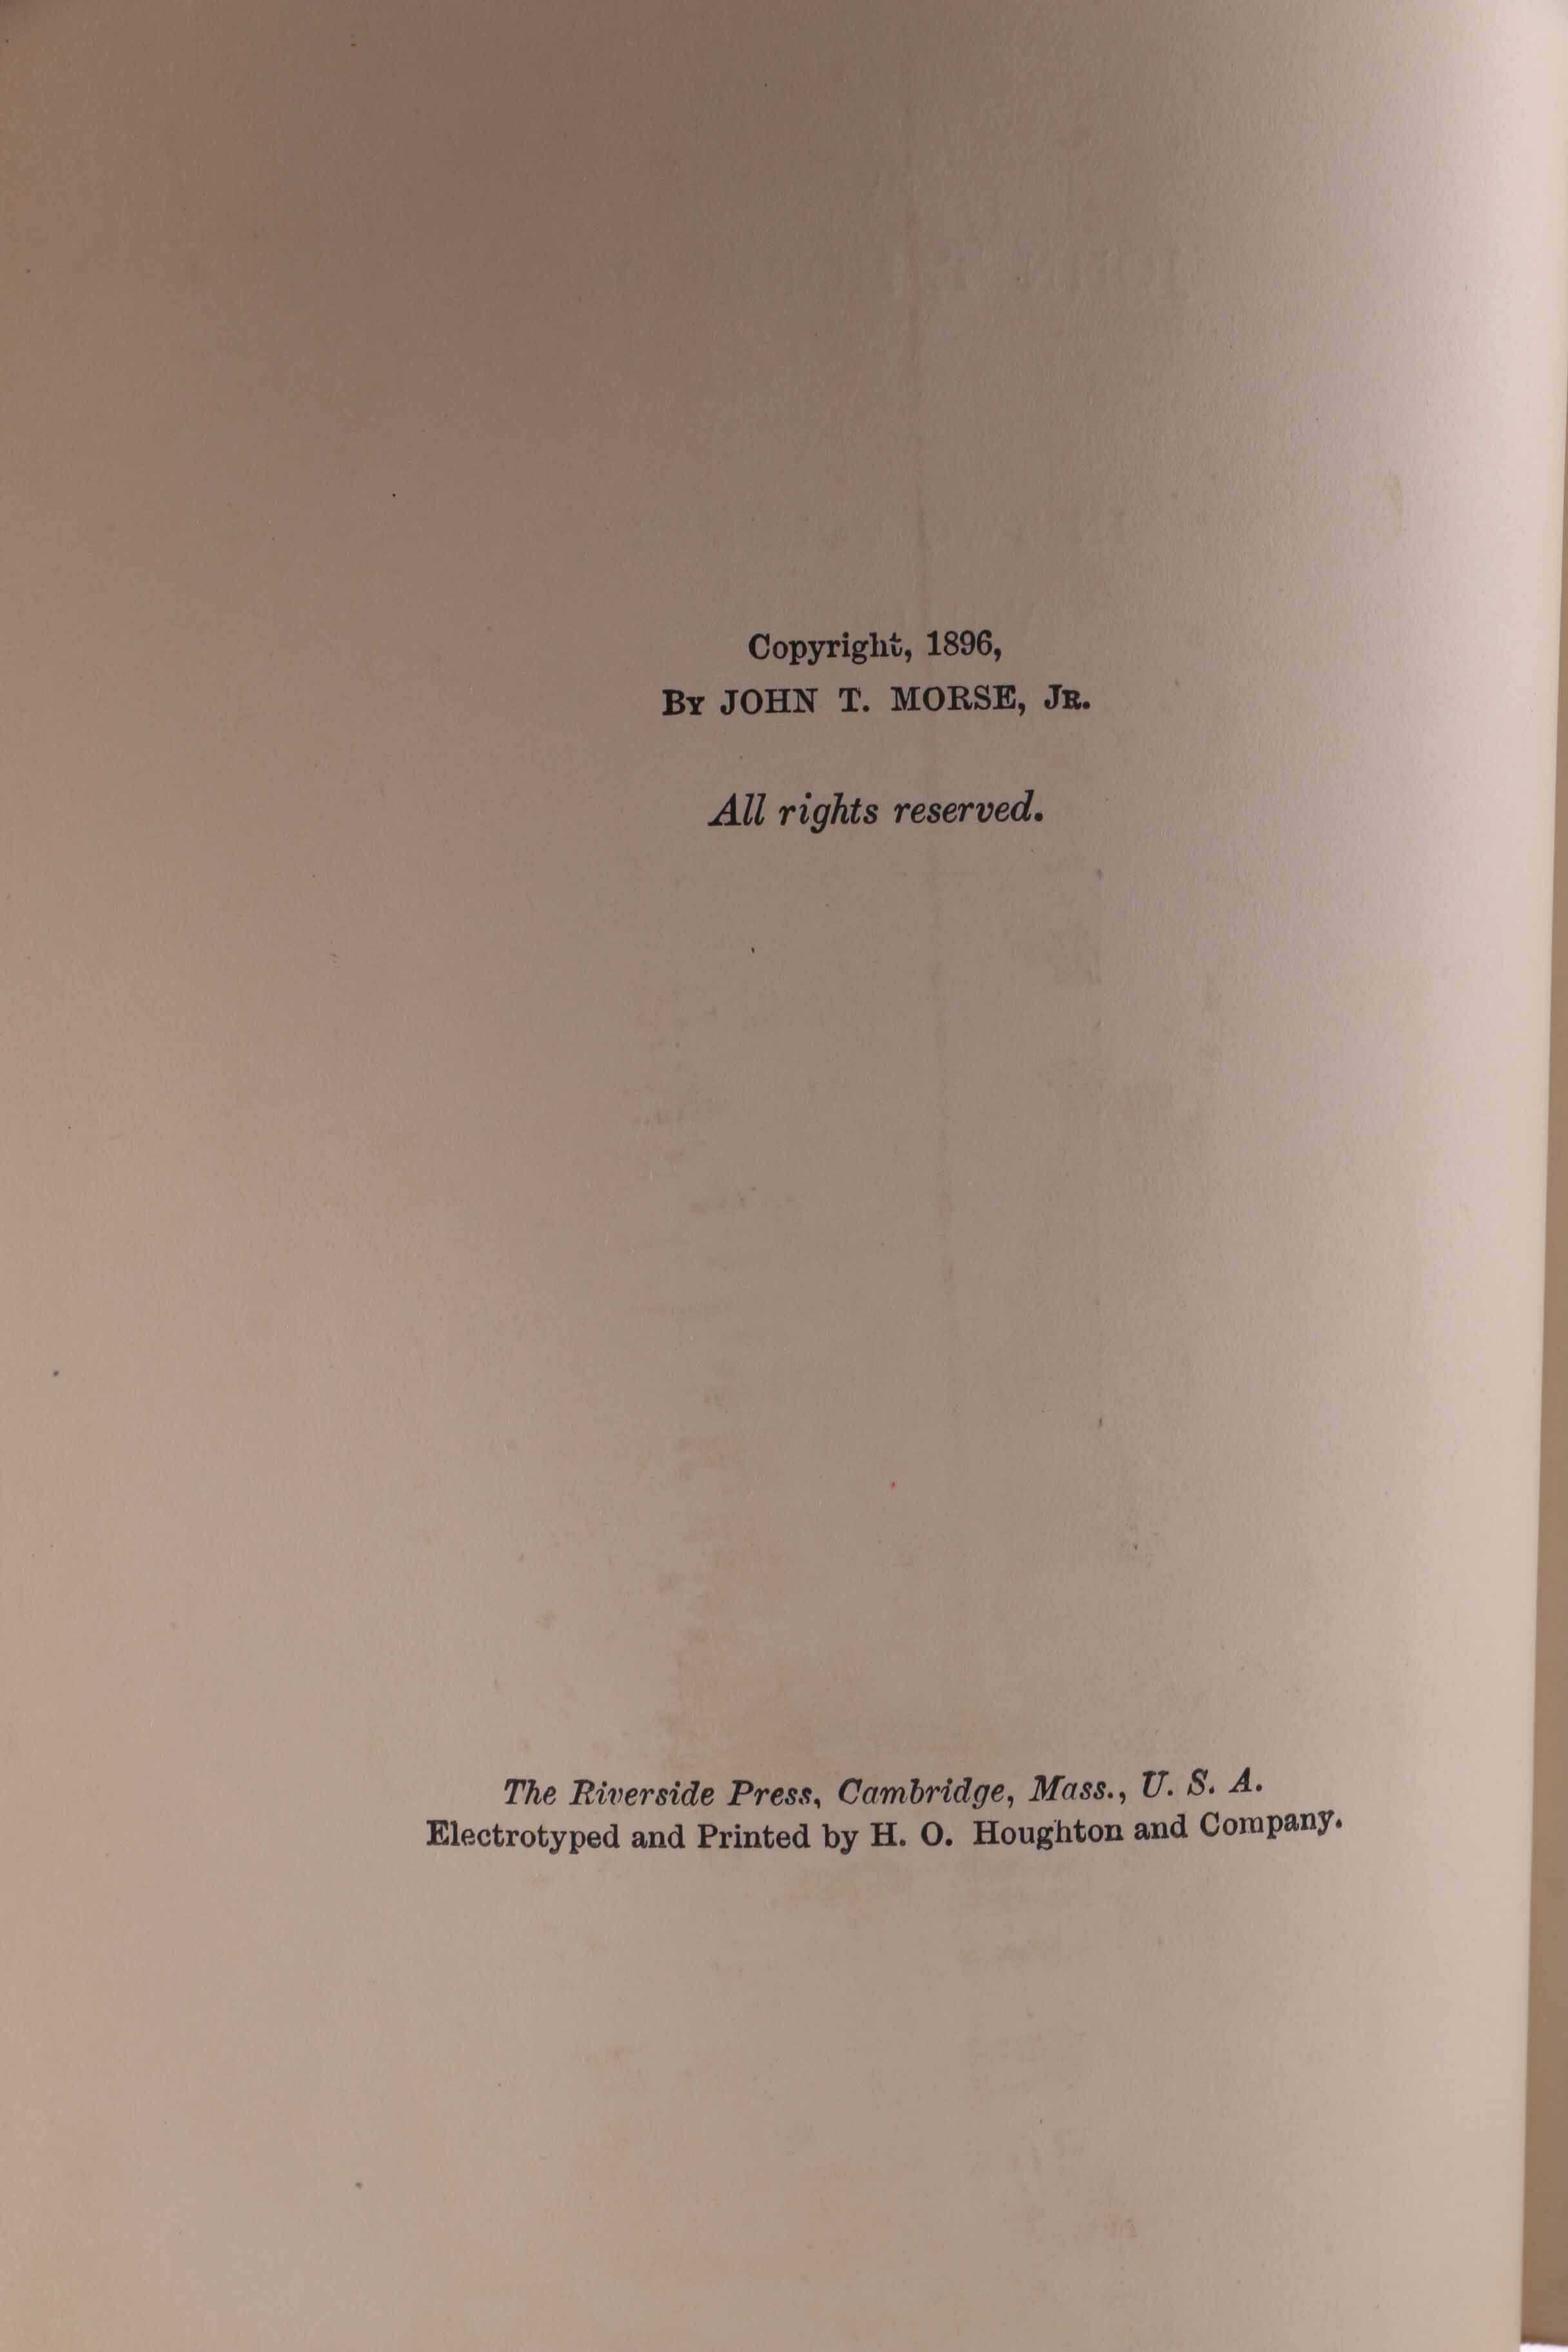 Copyright, 1896,
By JOHN T. MORSE, Jr.
All rights reserved.
The Riverside Press, Cambridge, Mass., U. S. A.
Electrotyped and Printed by H. O. Houghton and Company.